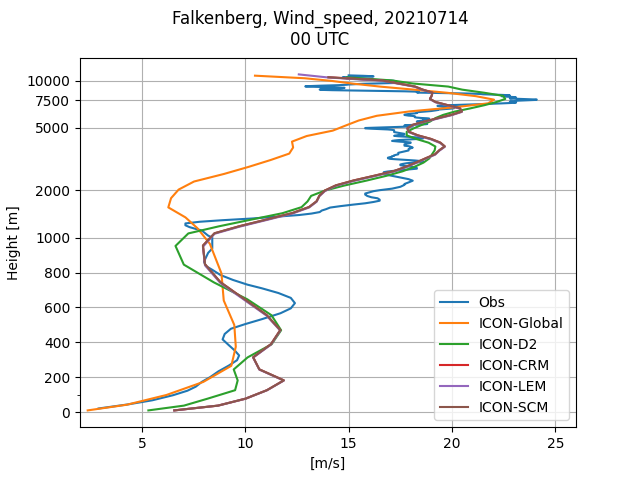 Falkenberg, Wind_speed, 20210714
00 UTC
10000
7500
5000
2000
1000
800
600
400
200
0
Height [m]
5
10
15
20
25
[m/s]
Obs
ICON-Global
ICON-D2
ICON-CRM
ICON-LEM
ICON-SCM